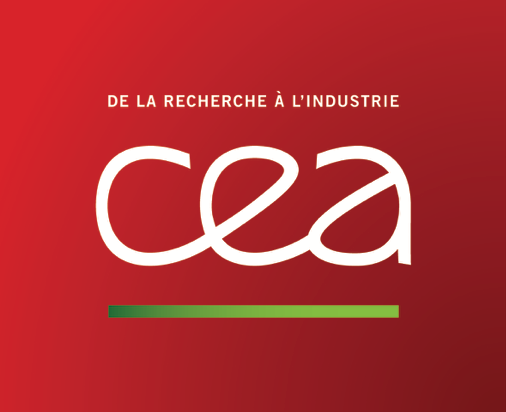 DE LA RECHERCHE À L'INDUSTRIE
cea